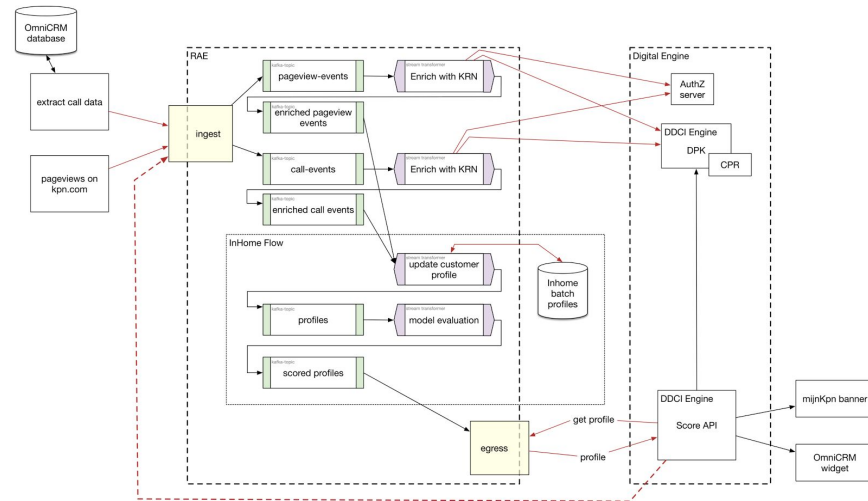 OmniCRM
database
RAE
Digital Engine
kafka-topic
pageview-events
stream transformer
Enrich with KRN
extract call data
AuthZ
server
kafka-topic
enriched pageview
events
ingest
DDCI Engine
DPK
CPR
kafka-topic
call-events
stream transformer
Enrich with KRN
pageviews on
kpn.com
kafka-topic
enriched call events
InHome Flow
stream transformer
update customer
profile
Inhome
batch
profiles
kafka-topic
profiles
stream transformer
model evaluation
kafka-topic
scored profiles
DDCI Engine
Score API
mijnKpn banner
get profile
egress
profile
OmniCRM
widget